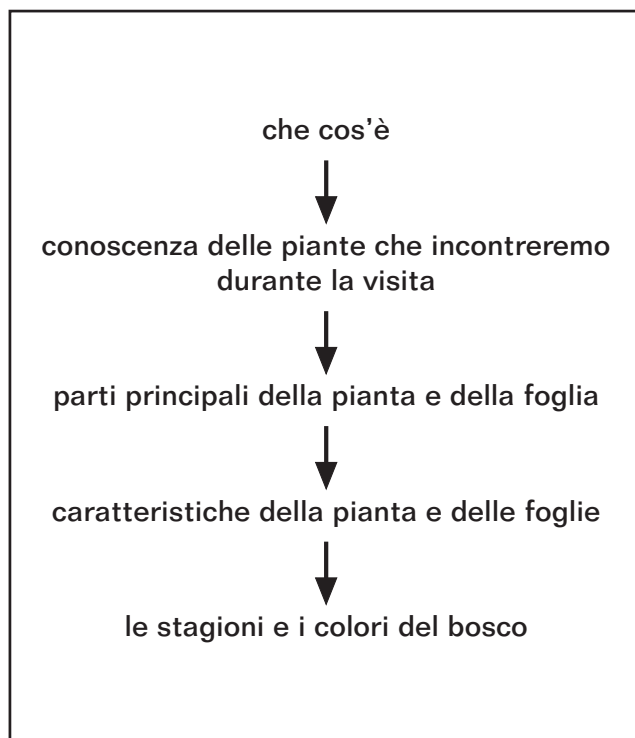 che cos’è
conoscenza delle piante che incontreremo
durante la visita
parti principali della pianta e della foglia
caratteristiche della pianta e delle foglie
le stagioni e i colori del bosco